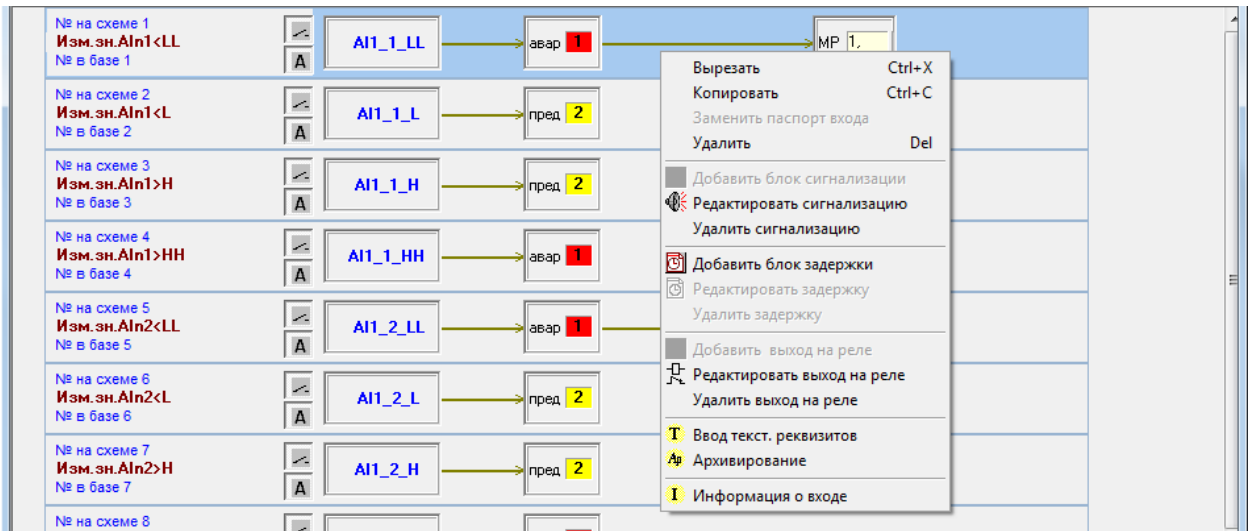 № на схеме 1
Изм.зн.AIn1<LL
№ в базе 1
A
AI1_1_LL
авар 1
МР 1,
№ на схеме 2
Изм.зн.AIn1<L
№ в базе 2
A
AI1_1_L
пред 2
№ на схеме 3
Изм.зн.AIn1>H
№ в базе 3
A
AI1_1_H
пред 2
№ на схеме 4
Изм.зн.AIn1>HH
№ в базе 4
A
AI1_1_HH
авар 1
№ на схеме 5
Изм.зн.AIn2<LL
№ в базе 5
A
AI1_2_LL
авар 1
№ на схеме 6
Изм.зн.AIn2<L
№ в базе 6
A
AI1_2_L
пред 2
№ на схеме 7
Изм.зн.AIn2>H
№ в базе 7
A
AI1_2_H
пред 2
№ на схеме 8
Вырезать Ctrl+X
Копировать Ctrl+C
Заменить паспорт входа
Удалить Del
Добавить блок сигнализации
Редактировать сигнализацию
Удалить сигнализацию
Добавить блок задержки
Редактировать задержку
Удалить задержку
Добавить выход на реле
Редактировать выход на реле
Удалить выход на реле
T Ввод текст. реквизитов
Ар Архивирование
I Информация о входе